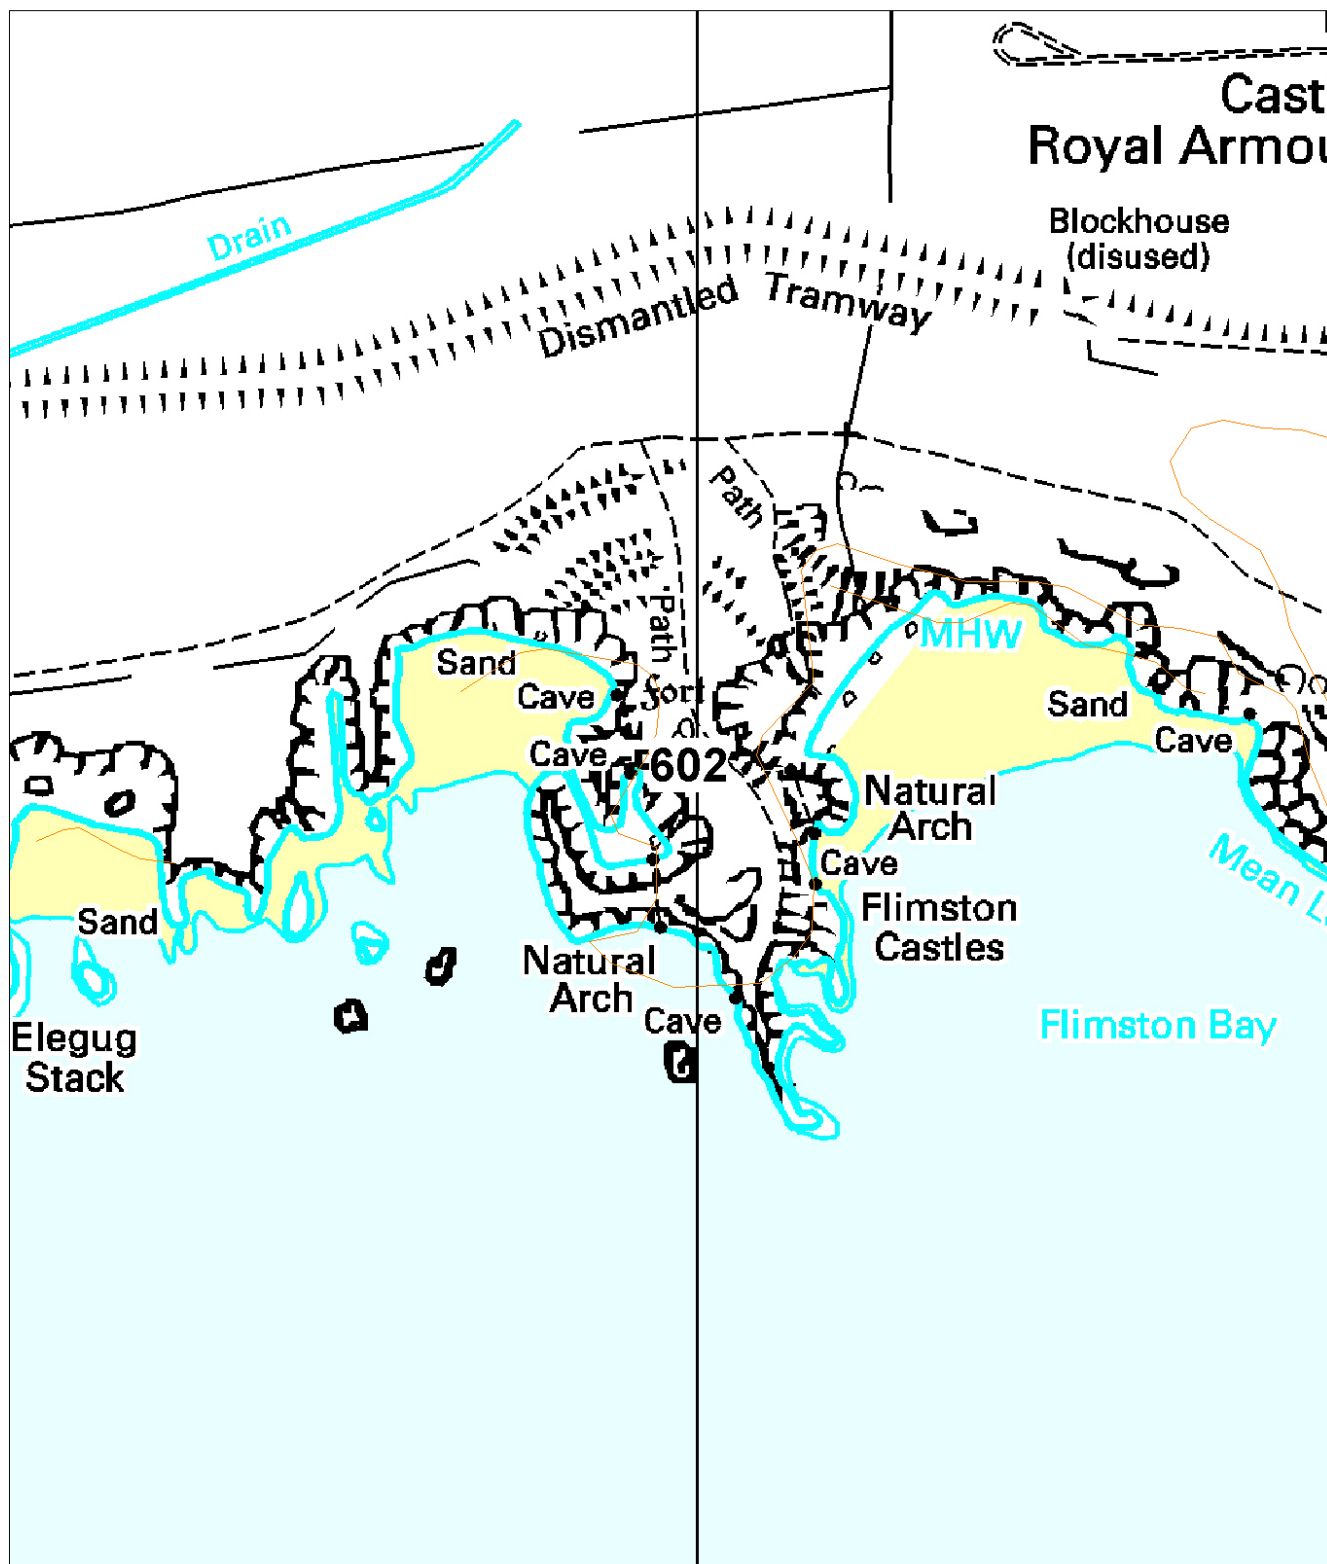 Cast
Royal Armou
Drain
Blockhouse
(disused)
Dismantled Tramway
Path
Path
MHW
Sand
Cave
fort
Sand
Cave
Cave
602
Natural
Arch
Mean L
Cave
Sand
Flimston
Castles
Natural
Arch
Cave
Elegug
Stack
Flimston Bay